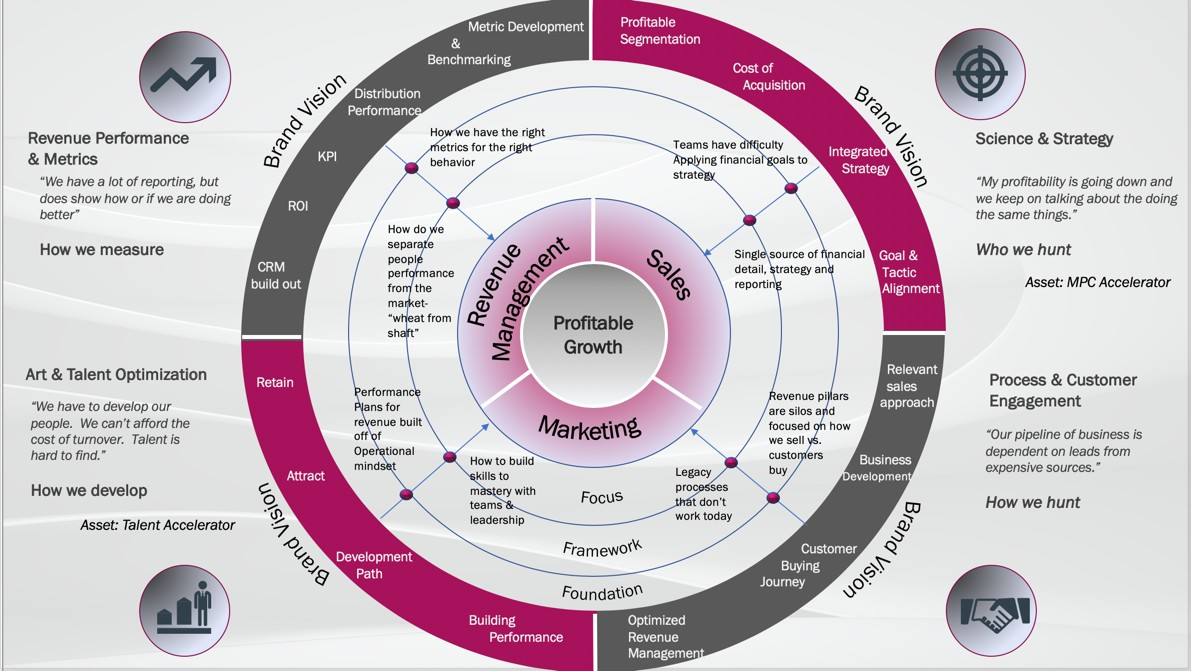 Metric Development
&
Benchmarking
Distribution
Performance
KPI
ROI
CRM
build out
Profitable
Segmentation
Cost of
Acquisition
Integrated
Strategy
Goal &
Tactic
Alignment
Brand Vision
Brand Vision
Revenue Performance
& Metrics
“We have a lot of reporting, but
does show how or if we are doing
better”
How we measure
Science & Strategy
“My profitability is going down and
we keep on talking about the doing
the same things.”
Who we hunt
Asset: MPC Accelerator
How we have the right
metrics for the right
behavior
How do we
separate
people
performance
from the
market-
“wheat from
shaft”
Teams have difficulty
Applying financial goals to
strategy
Single source of financial
detail, strategy and
reporting
Revenue
Management
Sales
Marketing
Profitable
Growth
Art & Talent Optimization
“We have to develop our
people.  We can’t afford the
cost of turnover.  Talent is
hard to find.”
How we develop
Asset: Talent Accelerator
Retain
Attract
Development
Path
Building
Performance
Brand Vision
Performance
Plans for
revenue built
off of
Operational
mindset
How to build
skills to
mastery with
teams &
leadership
Focus
Framework
Foundation
Legacy
processes
that don’t
work today
Revenue pillars
are silos and
focused on how
we sell vs.
customers
buy
Relevant
sales
approach
Business
Development
Customer
Buying
Journey
Optimized
Revenue
Management
Brand Vision
Process & Customer
Engagement
“Our pipeline of business is
dependent on leads from
expensive sources.”
How we hunt